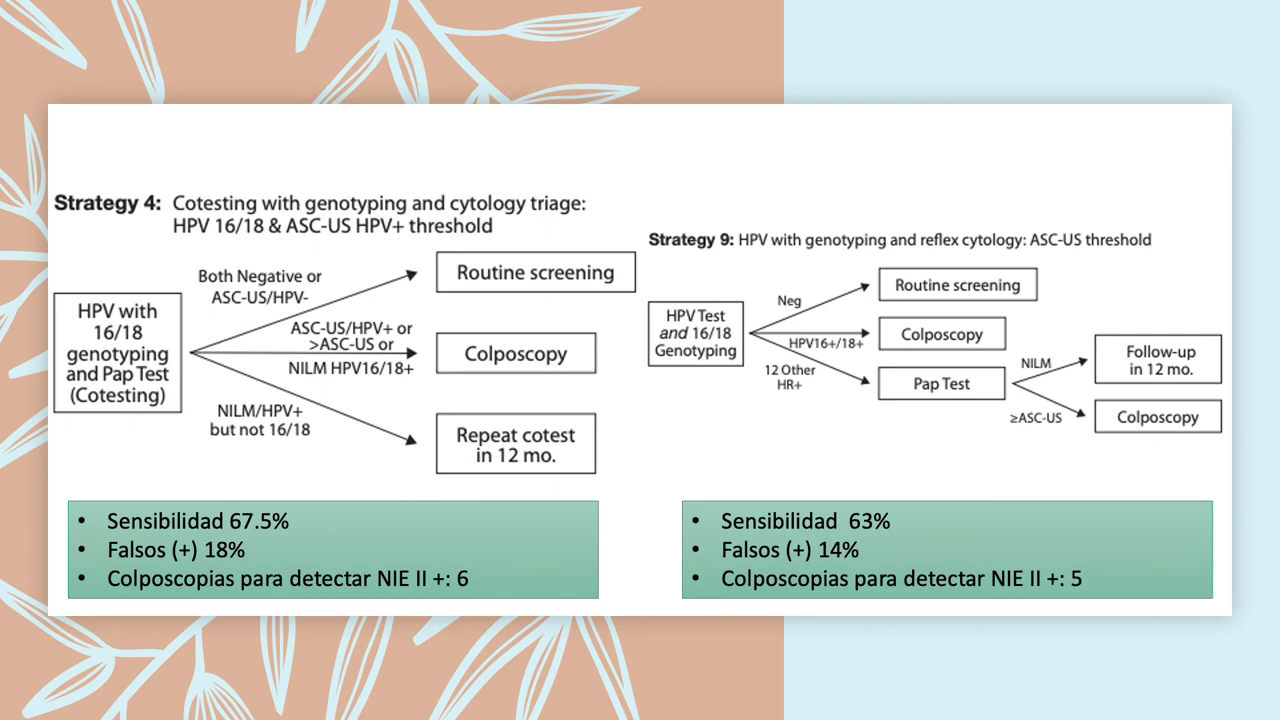 Strategy 4: Cotesting with genotyping and cytology triage:
HPV 16/18 & ASC-US HPV+ threshold
HPV with
16/18
genotyping
and Pap Test
(Cotesting)
Both Negative or
ASC-US/HPV-
Routine screening
ASC-US/HPV+ or
>ASC-US or
NILM HPV16/18+
Colposcopy
NILM/HPV+
but not 16/18
Repeat cotest
in 12 mo.
• Sensibilidad 67.5%
• Falsos (+) 18%
• Colposcopias para detectar NIE II +: 6
Strategy 9: HPV with genotyping and reflex cytology: ASC-US threshold
HPV Test
and 16/18
Genotyping
Neg
Routine screening
HPV16+/18+
Colposcopy
12 Other
HR+
Pap Test
NILM
Follow-up
in 12 mo.
≥ASC-US
Colposcopy
• Sensibilidad  63%
• Falsos (+) 14%
• Colposcopias para detectar NIE II +: 5